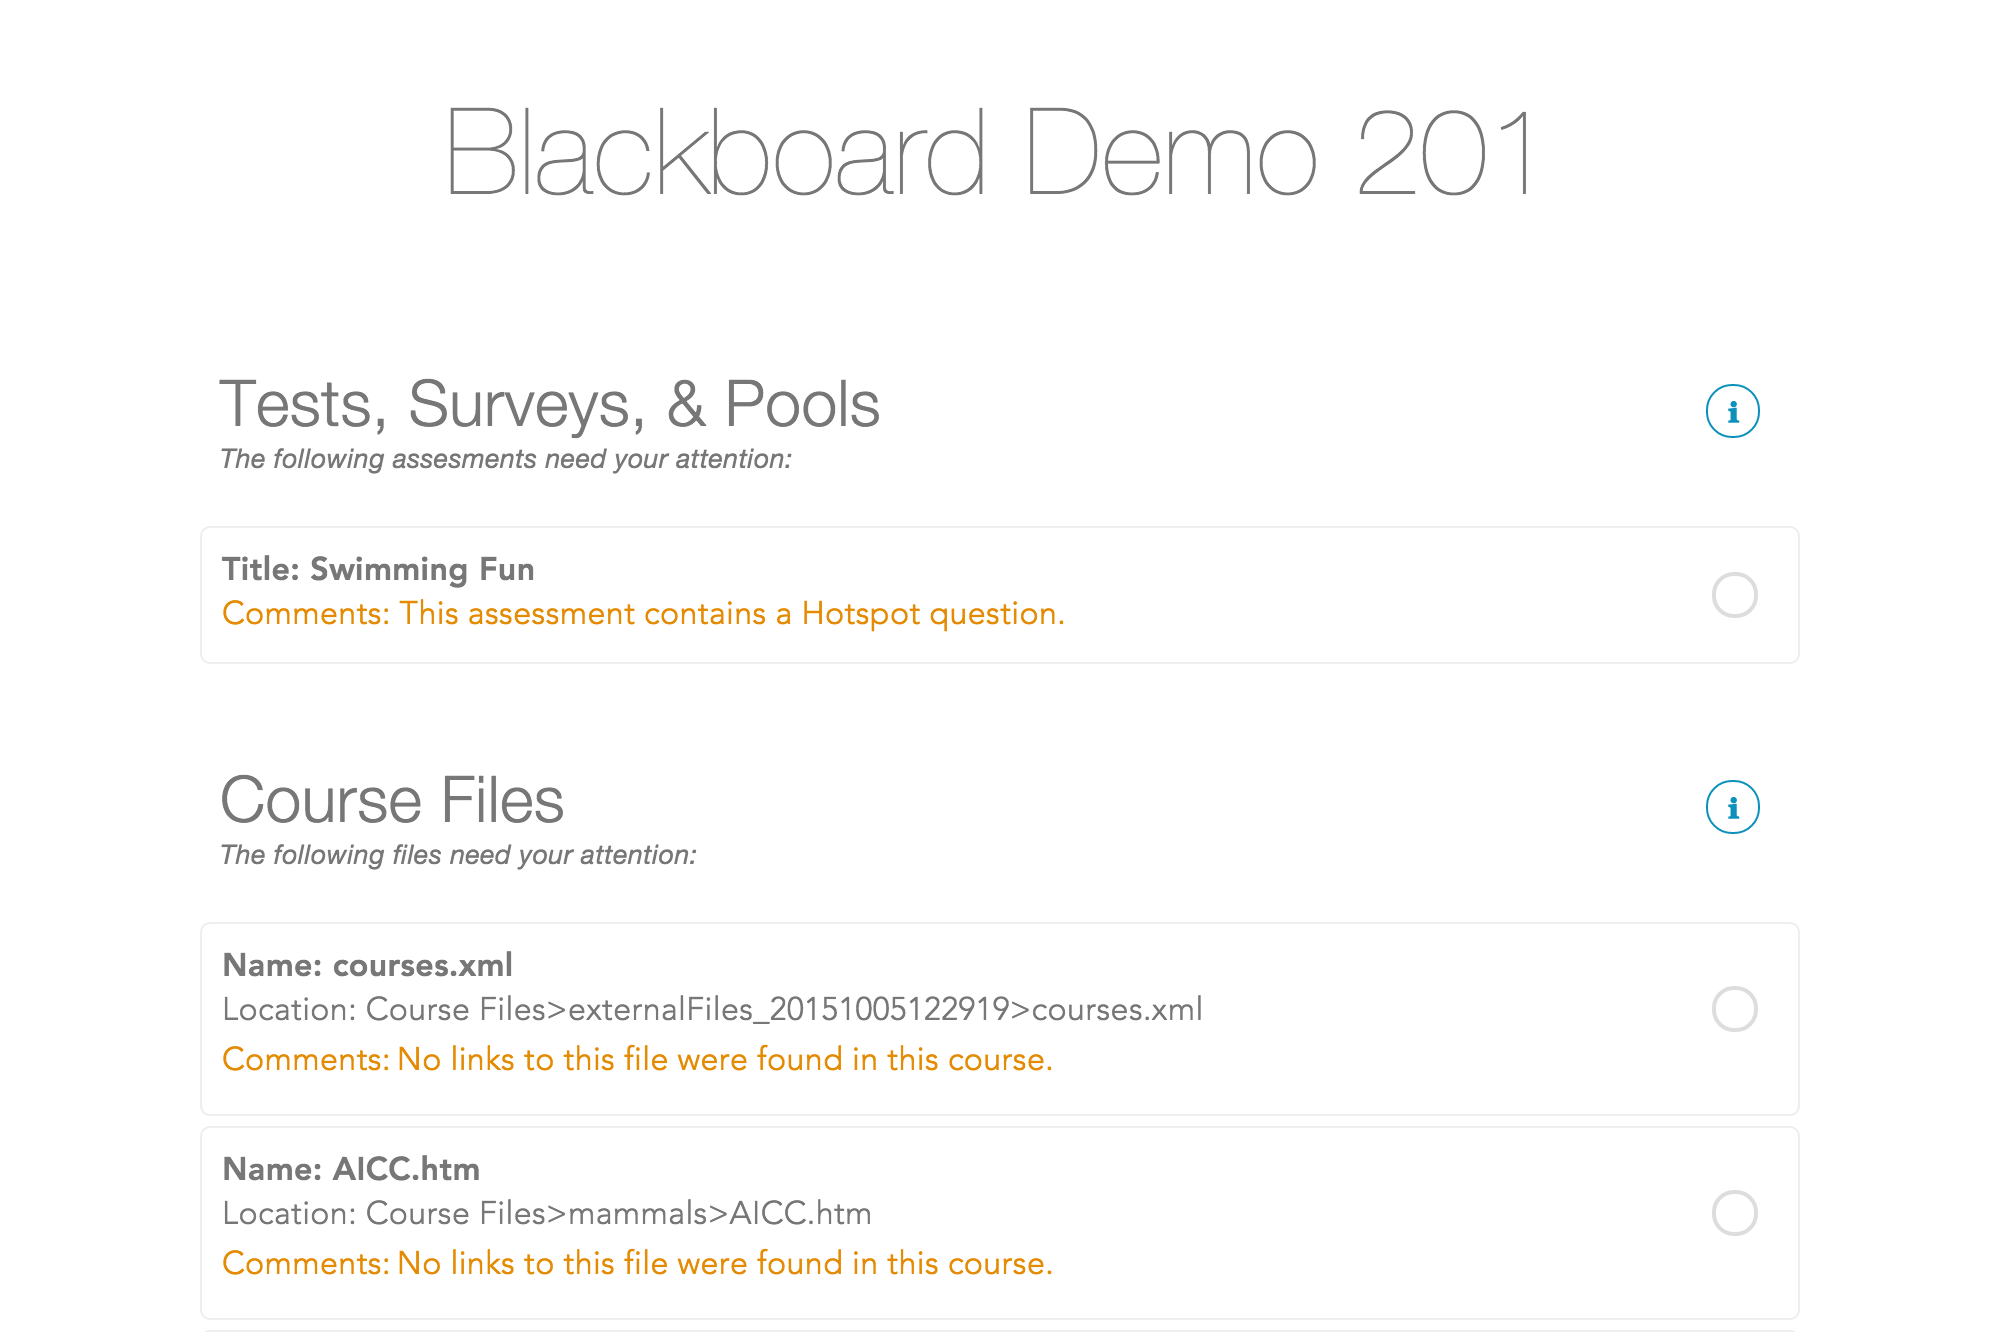 Blackboard Demo 201
Tests, Surveys, & Pools
i
The following assesments need your attention:
Title: Swimming Fun
Comments: This assessment contains a Hotspot question.
Course Files
i
The following files need your attention:
Name: courses.xml
Location: Course Files>externalFiles_20151005122919>courses.xml
Comments: No links to this file were found in this course.
Name: AICC.htm
Location: Course Files>mammals>AICC.htm
Comments: No links to this file were found in this course.